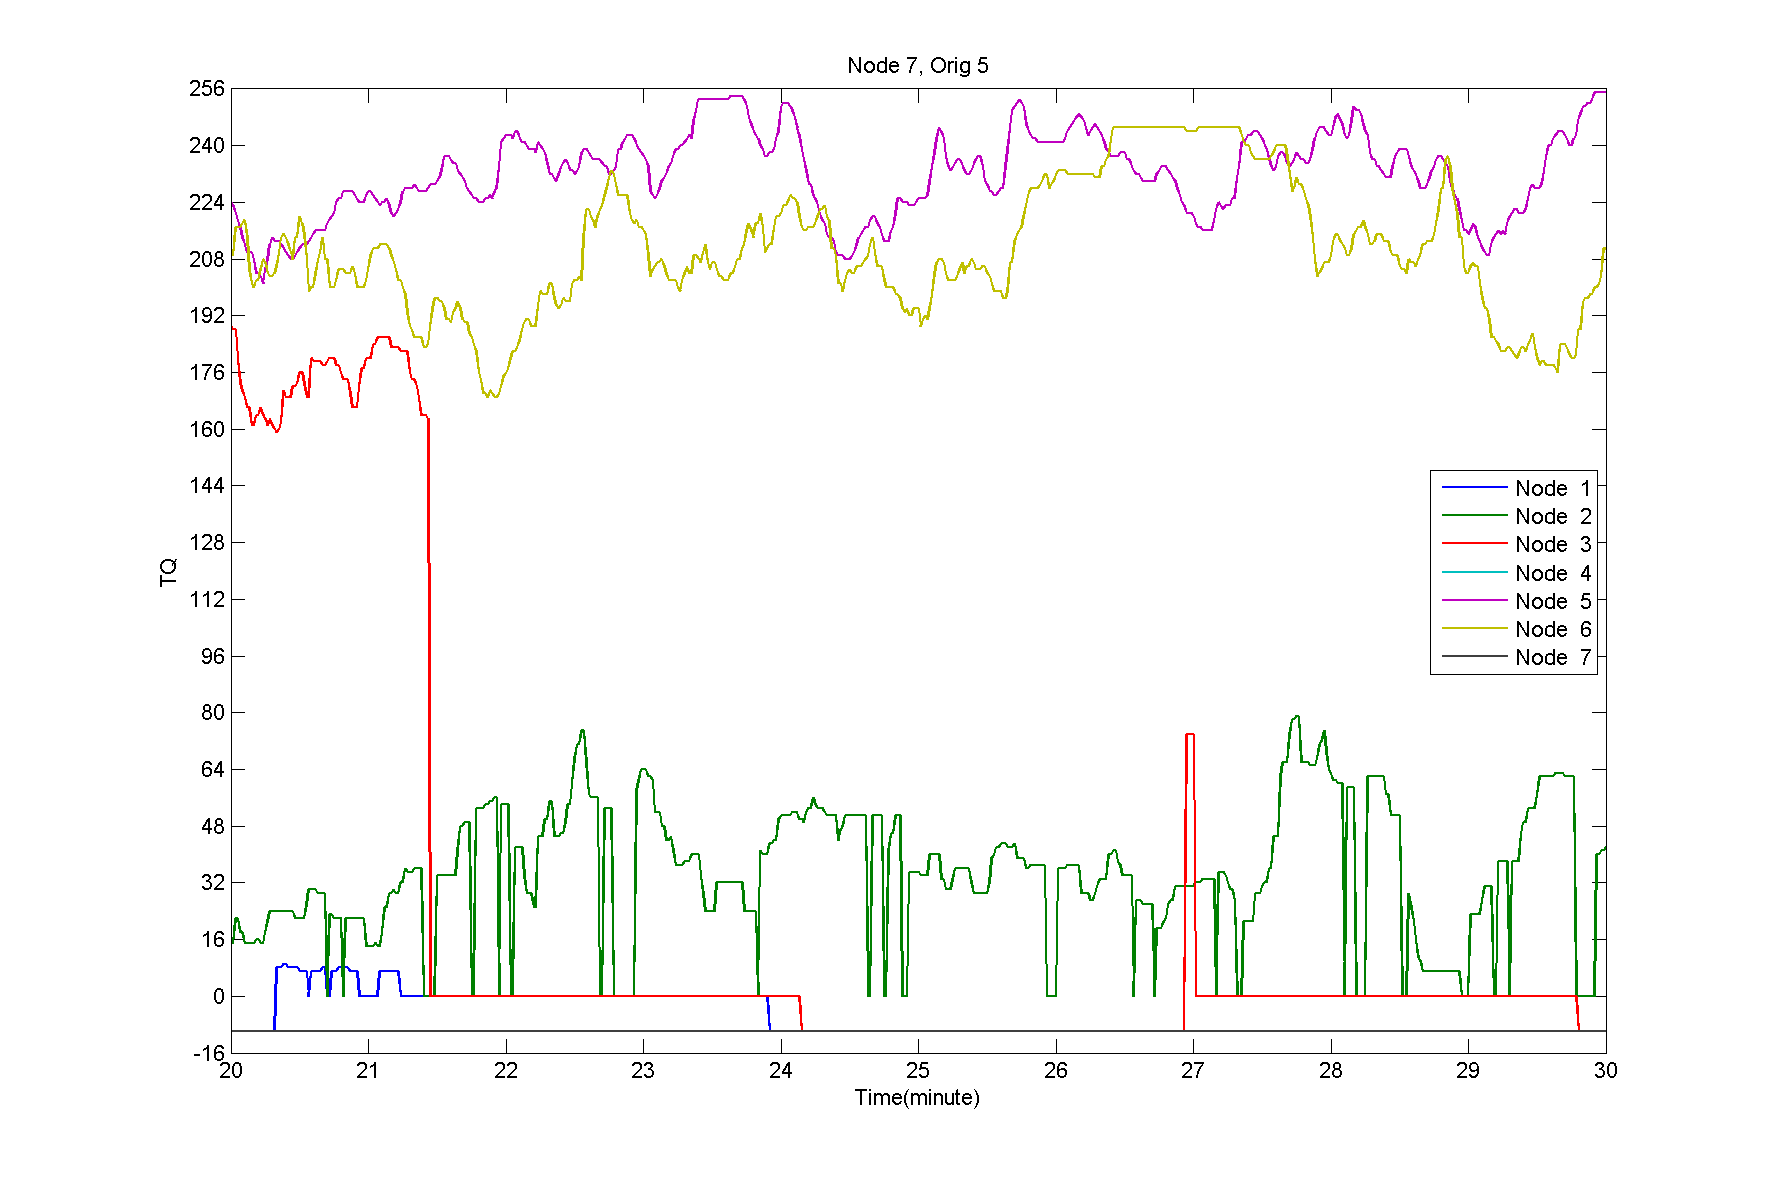 Node 7, Orig 5
256
240
224
208
192
176
160
144
128
112
96
80
64
48
32
16
0
-16
TQ
Node 1
Node 2
Node 3
Node 4
Node 5
Node 6
Node 7
20 21 22 23 24 25 26 27 28 29 30
Time(minute)